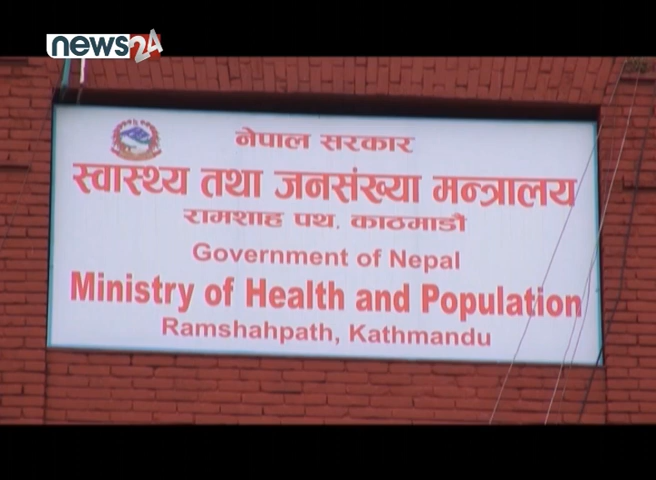 news24
नेपाल सरकार
स्वास्थ्य तथा जनसंख्या मन्त्रालय
रामशाह पथ, काठमाडौं
Government of Nepal
Ministry of Health and Population
Ramshahpath, Kathmandu